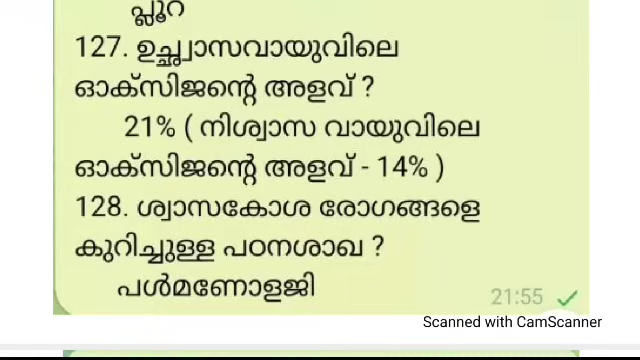 പ്ലൂറ
127. ഉച്ഛ്വാസവായുവിലെ
ഓക്സിജന്റെ അളവ് ?
21% ( നിശ്വാസ വായുവിലെ
ഓക്സിജന്റെ അളവ് - 14% )
128. ശ്വാസകോശ രോഗങ്ങളെ
കുറിച്ചുള്ള പഠനശാഖ ?
പൾമണോളജി
21:55
Scanned with CamScanner